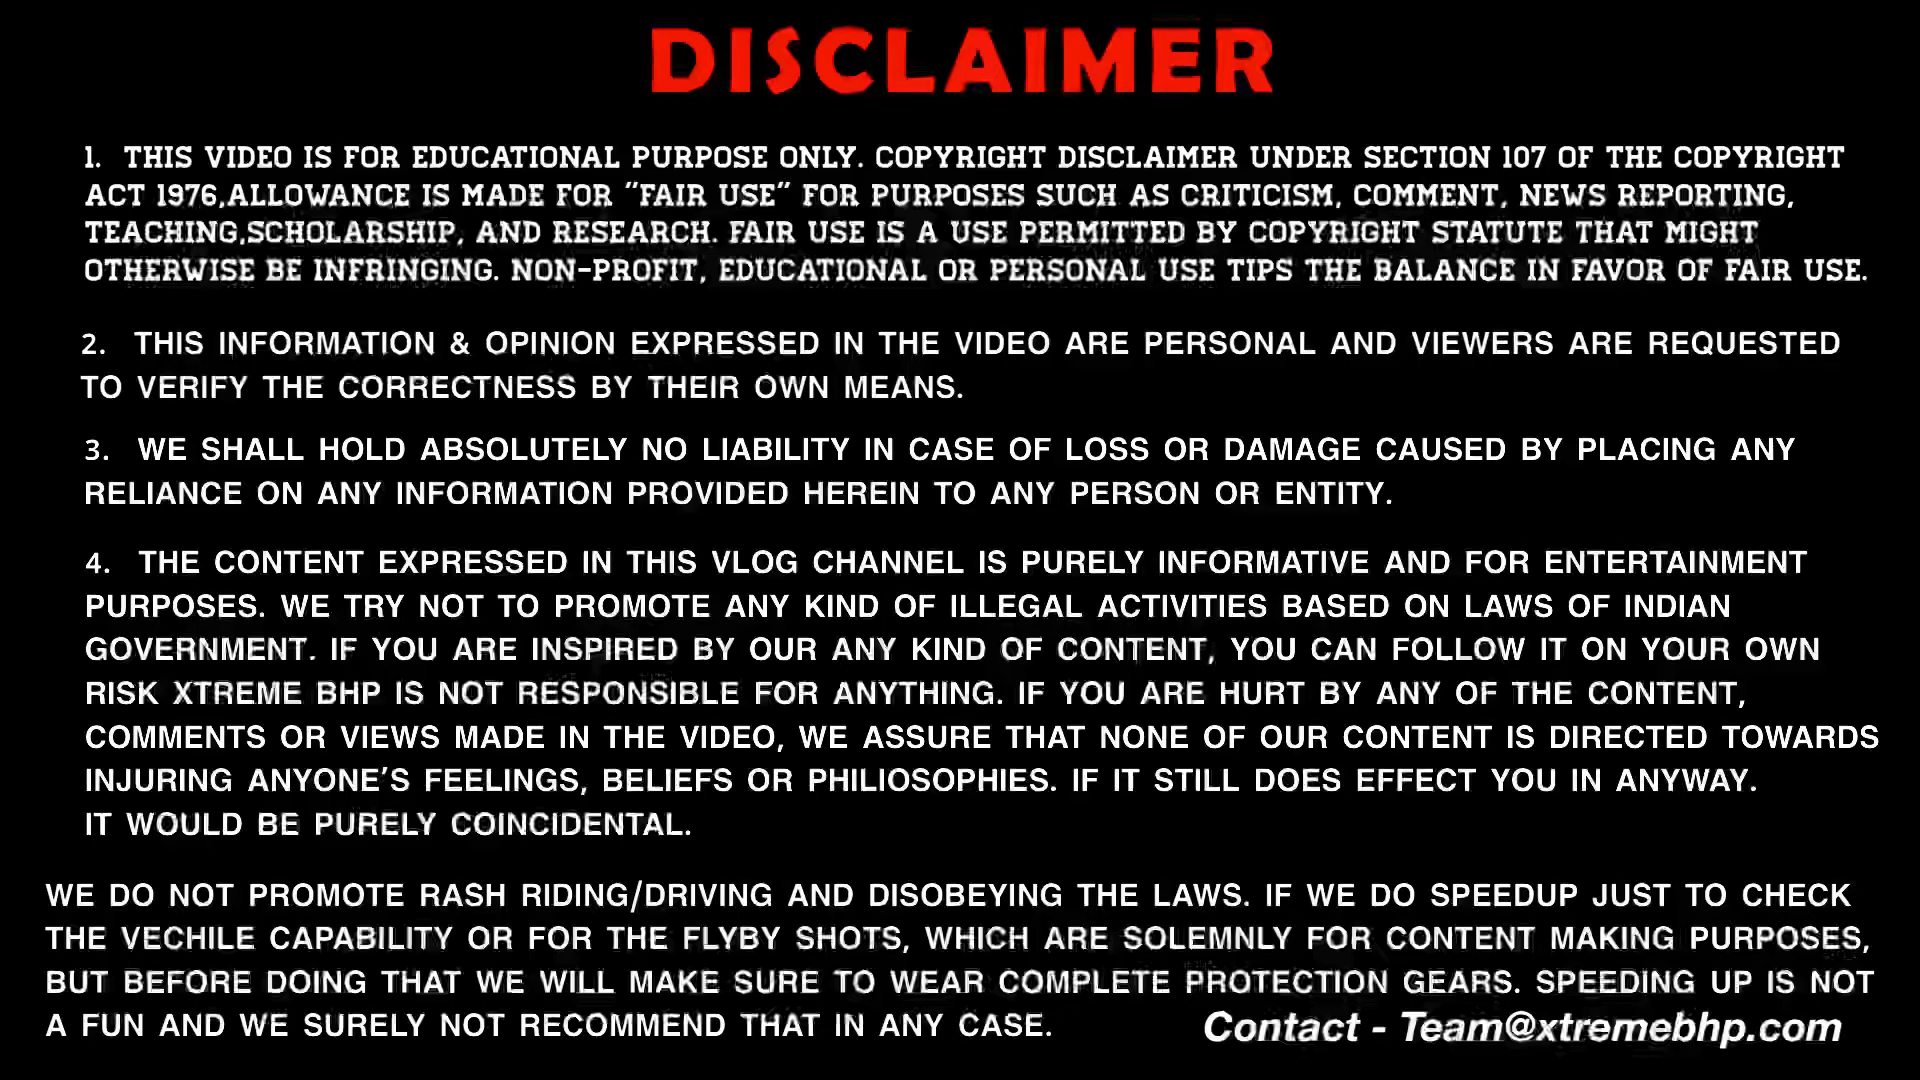 DISCLAIMER
1. THIS VIDEO IS FOR EDUCATIONAL PURPOSE ONLY. COPYRIGHT DISCLAIMER UNDER SECTION 107 OF THE COPYRIGHT
ACT 1976,ALLOWANCE IS MADE FOR "FAIR USE" FOR PURPOSES SUCH AS CRITICISM, COMMENT, NEWS REPORTING,
TEACHING,SCHOLARSHIP, AND RESEARCH. FAIR USE IS A USE PERMITTED BY COPYRIGHT STATUTE THAT MIGHT
OTHERWISE BE INFRINGING. NON-PROFIT, EDUCATIONAL OR PERSONAL USE TIPS THE BALANCE IN FAVOR OF FAIR USE.
2. THIS INFORMATION & OPINION EXPRESSED IN THE VIDEO ARE PERSONAL AND VIEWERS ARE REQUESTED
TO VERIFY THE CORRECTNESS BY THEIR OWN MEANS.
3. WE SHALL HOLD ABSOLUTELY NO LIABILITY IN CASE OF LOSS OR DAMAGE CAUSED BY PLACING ANY
RELIANCE ON ANY INFORMATION PROVIDED HEREIN TO ANY PERSON OR ENTITY.
4. THE CONTENT EXPRESSED IN THIS VLOG CHANNEL IS PURELY INFORMATIVE AND FOR ENTERTAINMENT
PURPOSES. WE TRY NOT TO PROMOTE ANY KIND OF ILLEGAL ACTIVITIES BASED ON LAWS OF INDIAN
GOVERNMENT. IF YOU ARE INSPIRED BY OUR ANY KIND OF CONTENT, YOU CAN FOLLOW IT ON YOUR OWN
RISK XTREME BHP IS NOT RESPONSIBLE FOR ANYTHING. IF YOU ARE HURT BY ANY OF THE CONTENT,
COMMENTS OR VIEWS MADE IN THE VIDEO, WE ASSURE THAT NONE OF OUR CONTENT IS DIRECTED TOWARDS
INJURING ANYONE'S FEELINGS, BELIEFS OR PHILIOSOPHIES. IF IT STILL DOES EFFECT YOU IN ANYWAY.
IT WOULD BE PURELY COINCIDENTAL.
WE DO NOT PROMOTE RASH RIDING/DRIVING AND DISOBEYING THE LAWS. IF WE DO SPEEDUP JUST TO CHECK
THE VECHILE CAPABILITY OR FOR THE FLYBY SHOTS, WHICH ARE SOLEMNLY FOR CONTENT MAKING PURPOSES,
BUT BEFORE DOING THAT WE WILL MAKE SURE TO WEAR COMPLETE PROTECTION GEARS. SPEEDING UP IS NOT
A FUN AND WE SURELY NOT RECOMMEND THAT IN ANY CASE.
Contact - Team@xtremebhp.com